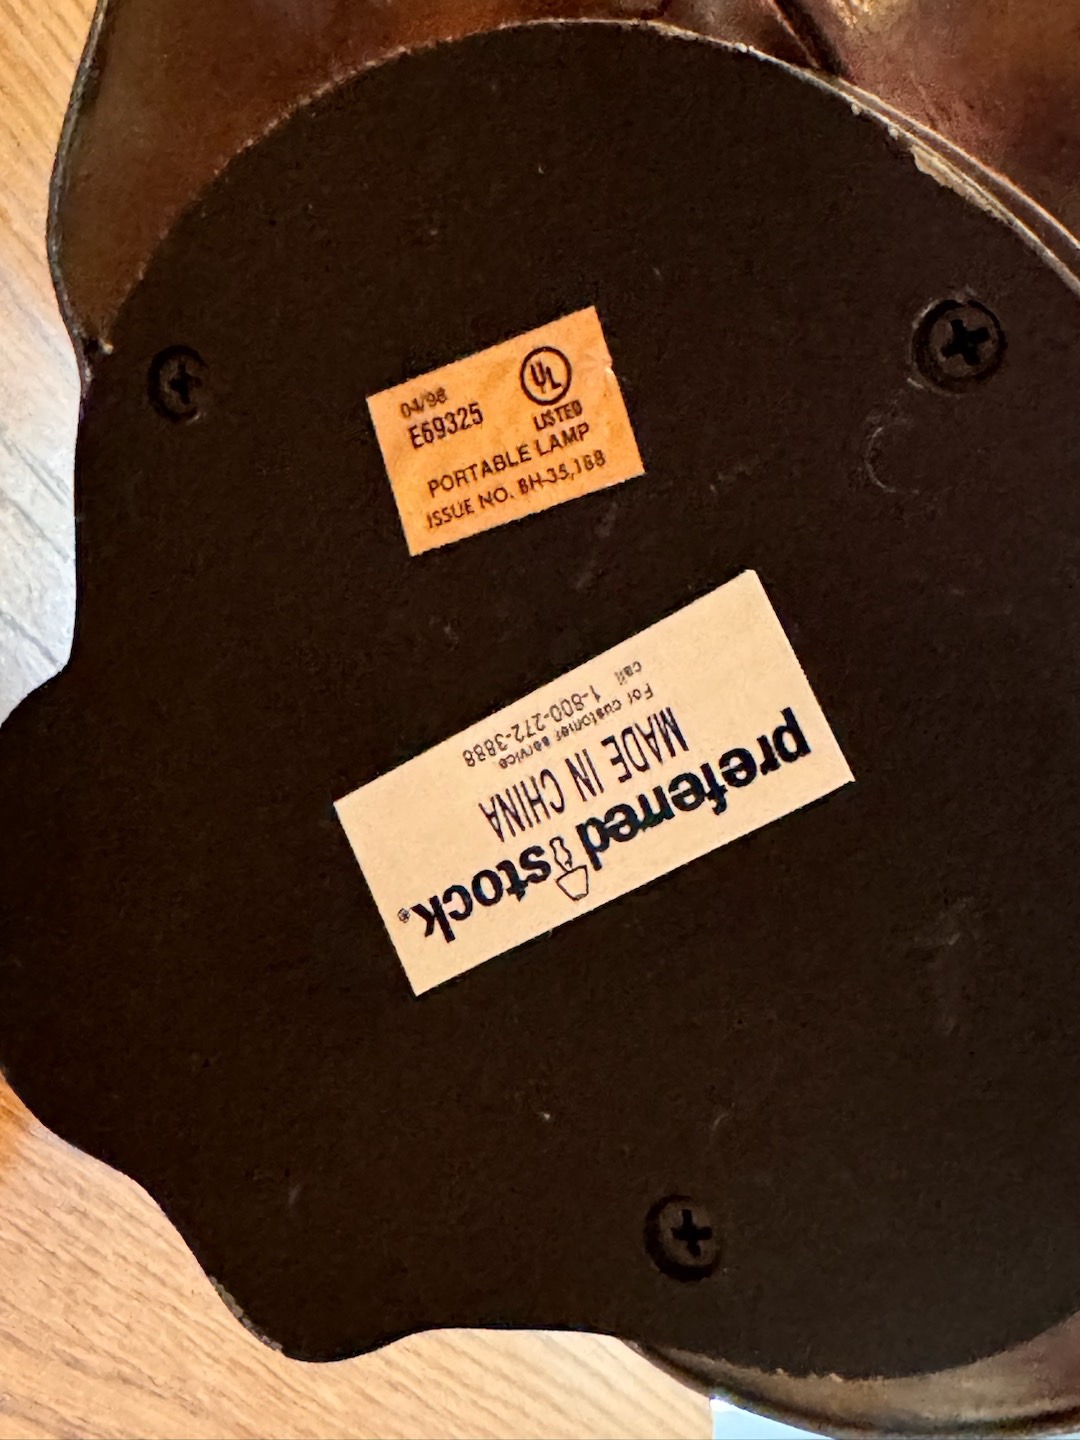 04/98
E69325
UL
LISTED
PORTABLE LAMP
ISSUE NO. BH-35,188
preferred stock®
MADE IN CHINA
For customer service
call 1-800-272-3888